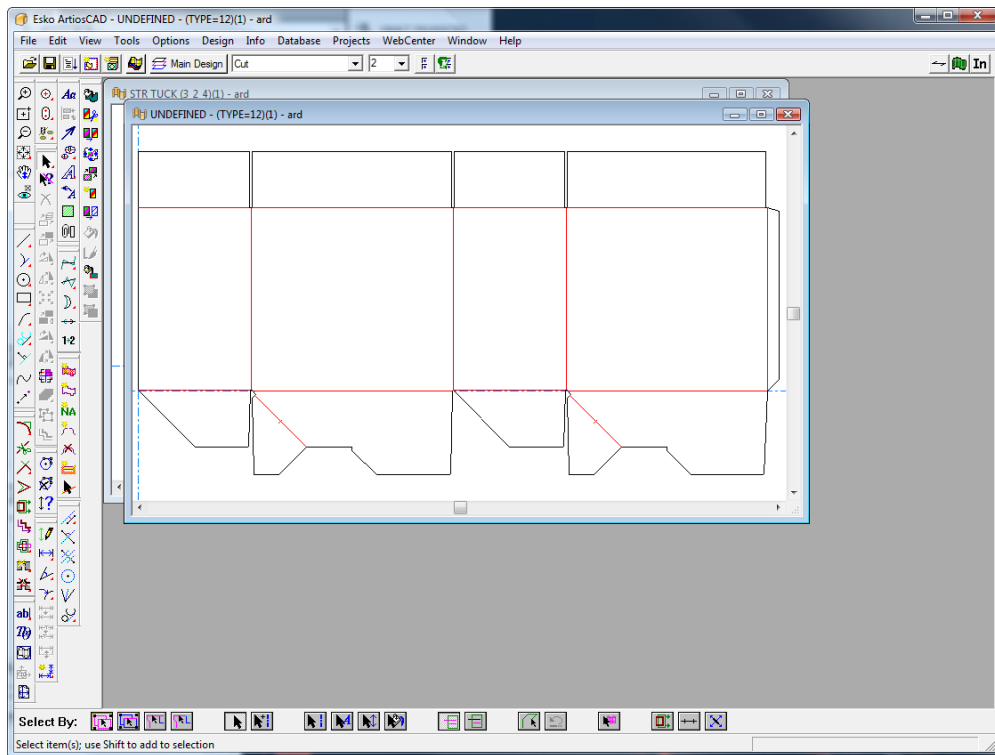 Esko ArtiosCAD - UNDEFINED - (TYPE=12)(1) - ard
File Edit View Tools Options Design Info Database Projects WebCenter Window Help
Main Design Cut 2 In
STR TUCK (3 2 4)(1) - ard
UNDEFINED - (TYPE=12)(1) - ard
1+2
NA
ab
Select By:
Select item(s); use Shift to add to selection